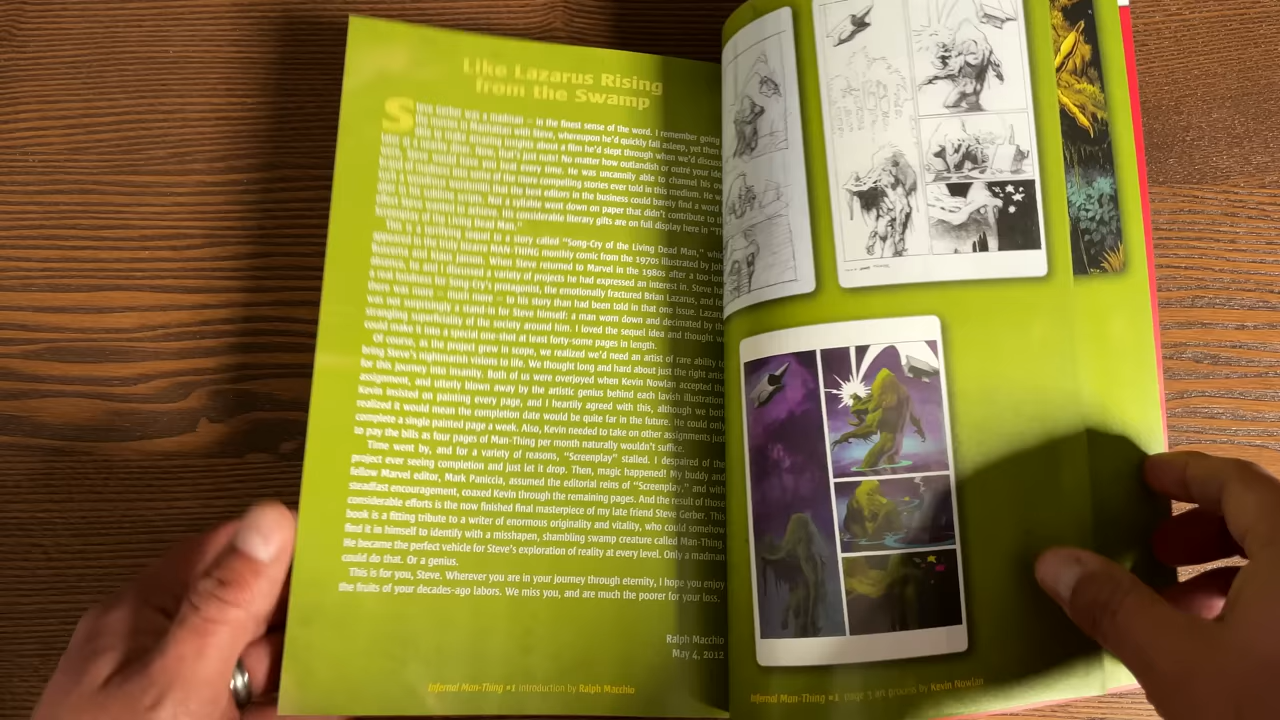 Like Lazarus Rising
from the Swamp
Steve Gerber was a madman — in the finest sense of the word. I remember going
to movies in Manhattan with Steve, whereupon he'd quickly fall asleep, yet then
able to make amazing insights about a film he'd slept through when we'd discuss
later at a nearby diner. Now, that's just nuts! No matter how outlandish or outré your
Steve would have you beat every time. He was uncannily able to channel his
into some of the more compelling stories ever told in this medium. He
that the best editors in the business could barely find a word
scripts. Not a syllable went down on paper that didn't contribute to
effect Steve wanted to achieve. His considerable literary gifts are on full display here in
Screenplay of the Living Dead Man."
This is a terrifying sequel to a story called "Song-Cry of the Living Dead Man,"
appeared in the truly bizarre MAN-THING monthly comic from the 1970s illustrated by
Buscema and Klaus Janson. When Steve returned to Marvel in the 1980s after a
absence, he and I discussed a variety of projects he had expressed an interest in. Steve
a real fondness for Song-Cry's protagonist, the emotionally fractured Brian Lazarus, and
there was more — much more — to his story than had been told in that one issue.
was not surprisingly a stand-in for Steve himself: a man worn down and decimated by
strangling superficiality of the society around him. I loved the sequel idea and thought
could make it into a special one-shot at least forty-some pages in length.
Of course, as the project grew in scope, we realized we'd need an artist of rare ability
bring Steve's nightmarish visions to life. We thought long and hard about just the right
for this journey into insanity. Both of us were overjoyed when Kevin Nowlan accepted the
assignment, and utterly blown away by the artistic genius behind each lavish illustration.
Kevin insisted on painting every page, and I heartily agreed with this, although we both
realized it would mean the completion date would be quite far in the future. He could only
complete a single painted page a week. Also, Kevin needed to take on other assignments just
to pay the bills as four pages of Man-Thing per month naturally wouldn't suffice.
Time went by, and for a variety of reasons, "Screenplay" stalled. I despaired of the
project ever seeing completion and just let it drop. Then, magic happened! My buddy and
fellow Marvel editor, Mark Paniccia, assumed the editorial reins of "Screenplay," and with
steadfast encouragement, coaxed Kevin through the remaining pages. And the result of those
considerable efforts is the now finished final masterpiece of my late friend Steve Gerber. This
book is a fitting tribute to a writer of enormous originality and vitality, who could somehow
find it in himself to identify with a misshapen, shambling swamp creature called Man-Thing.
He became the perfect vehicle for Steve's exploration of reality at every level. Only a madman
could do that. Or a genius.
This is for you, Steve. Wherever you are in your journey through eternity, I hope you enjoy
the fruits of your decades-ago labors. We miss you, and are much the poorer for your loss.
Ralph Macchio
May 4, 2012
Infernal Man-Thing #1 introduction by Ralph Macchio
Infernal Man-Thing #1 page 3 art process by Kevin Nowlan